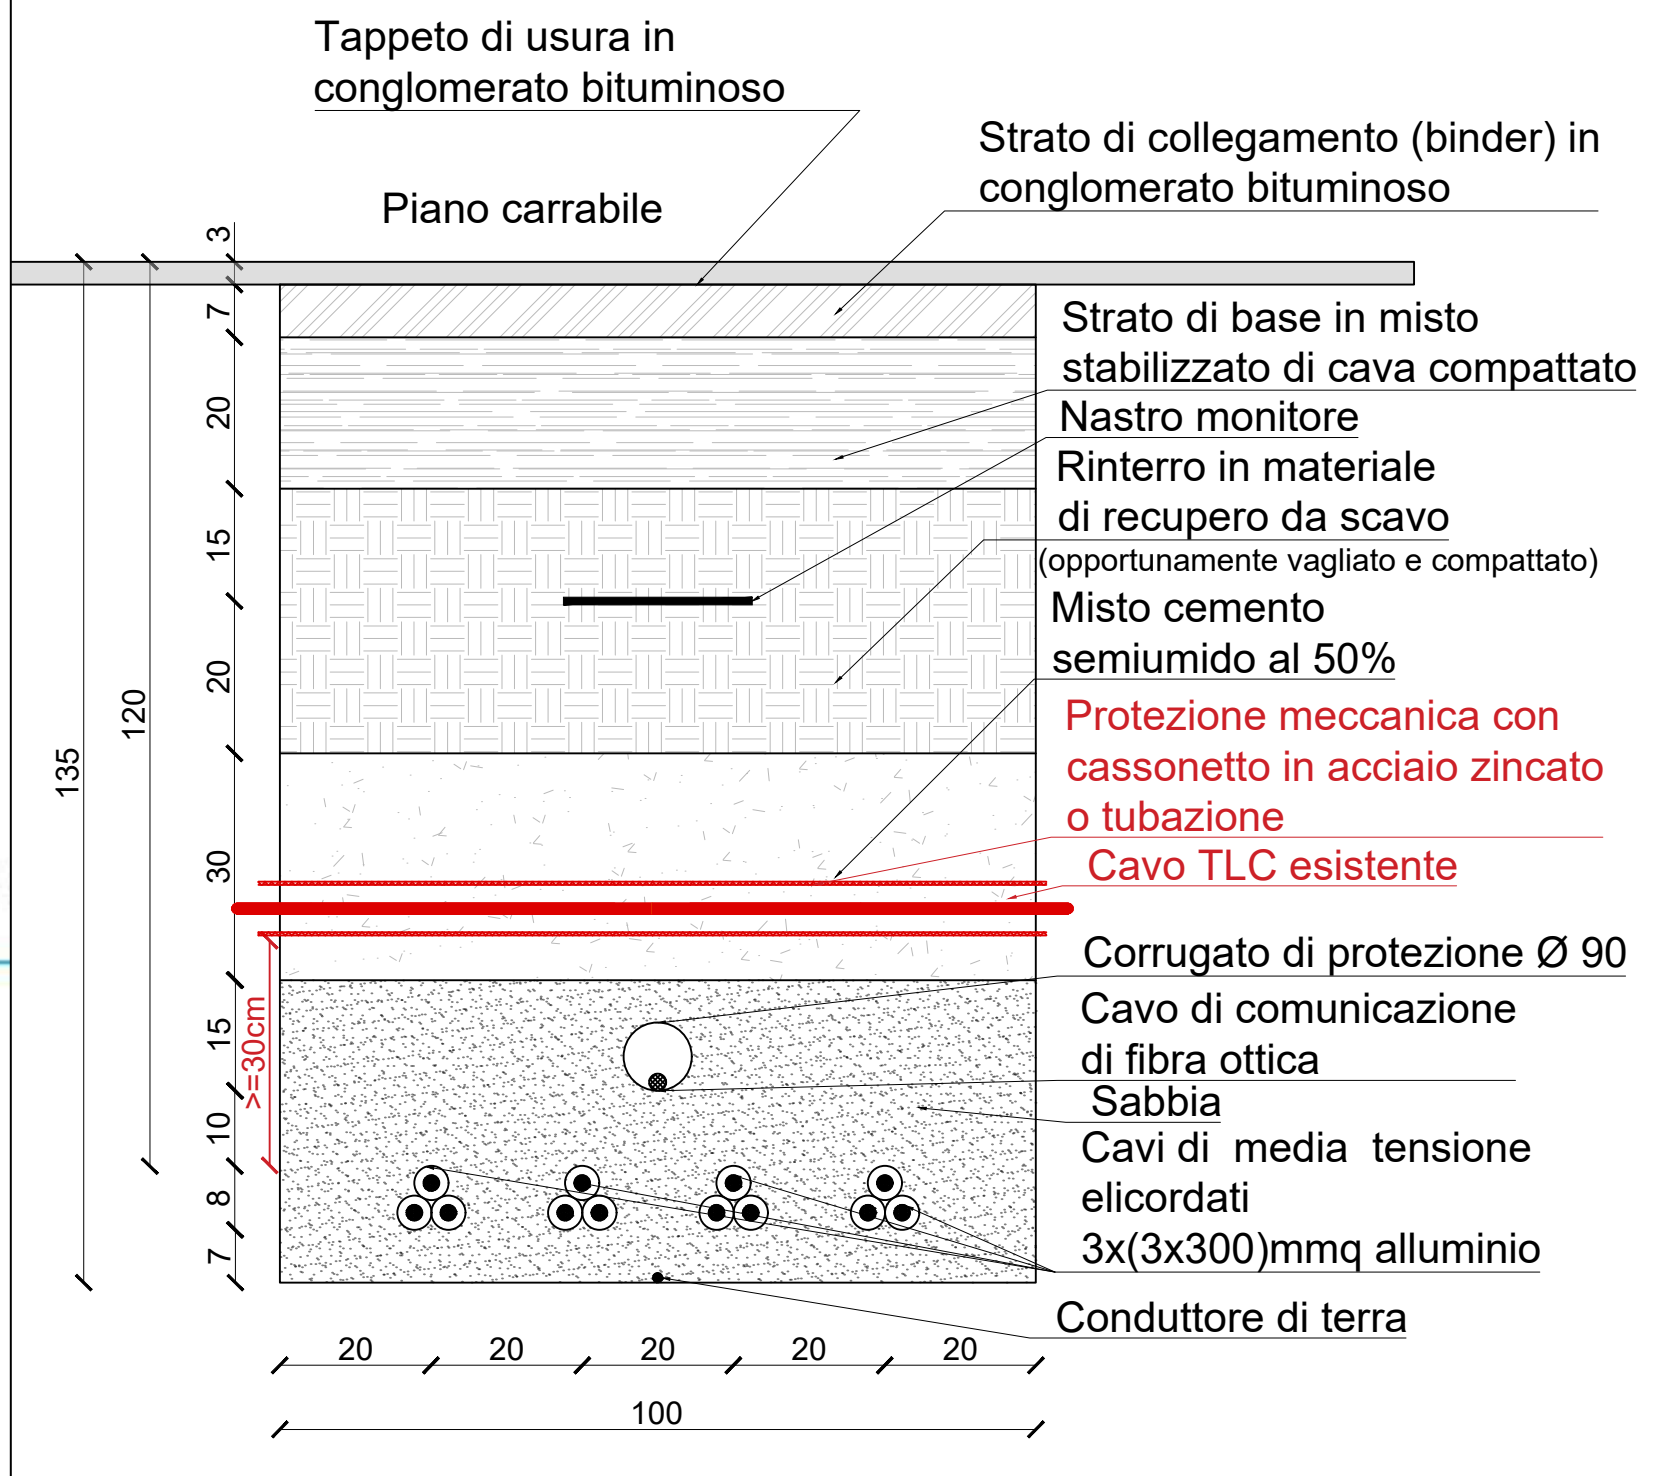 Tappeto di usura in
conglomerato bituminoso
Strato di collegamento (binder) in
conglomerato bituminoso
Piano carrabile
Strato di base in misto
stabilizzato di cava compattato
Nastro monitore
Rinterro in materiale
di recupero da scavo
(opportunamente vagliato e compattato)
Misto cemento
semiumido al 50%
Protezione meccanica con
cassonetto in acciaio zincato
o tubazione
Cavo TLC esistente
Corrugato di protezione Ø 90
Cavo di comunicazione
di fibra ottica
Sabbia
Cavi di media tensione
elicordati
3x(3x300)mmq alluminio
Conduttore di terra
3
7
20
15
20
30
15
10
8
7
120
135
>=30cm
20 20 20 20 20
100